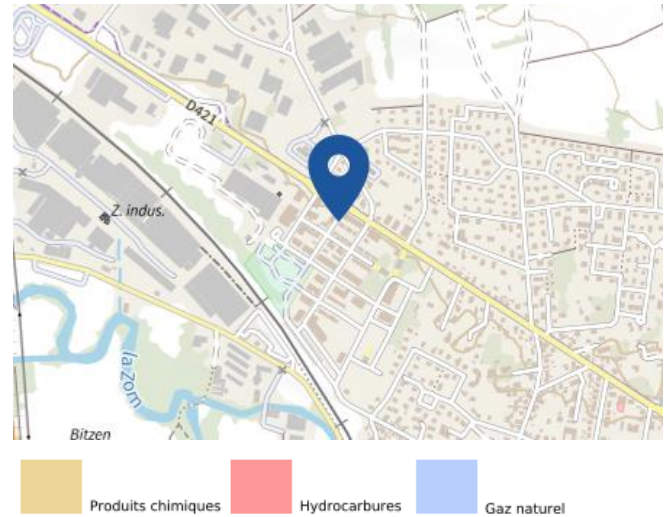 D421
Z. indus.
la Zorn
Bitzen
Produits chimiques
Hydrocarbures
Gaz naturel